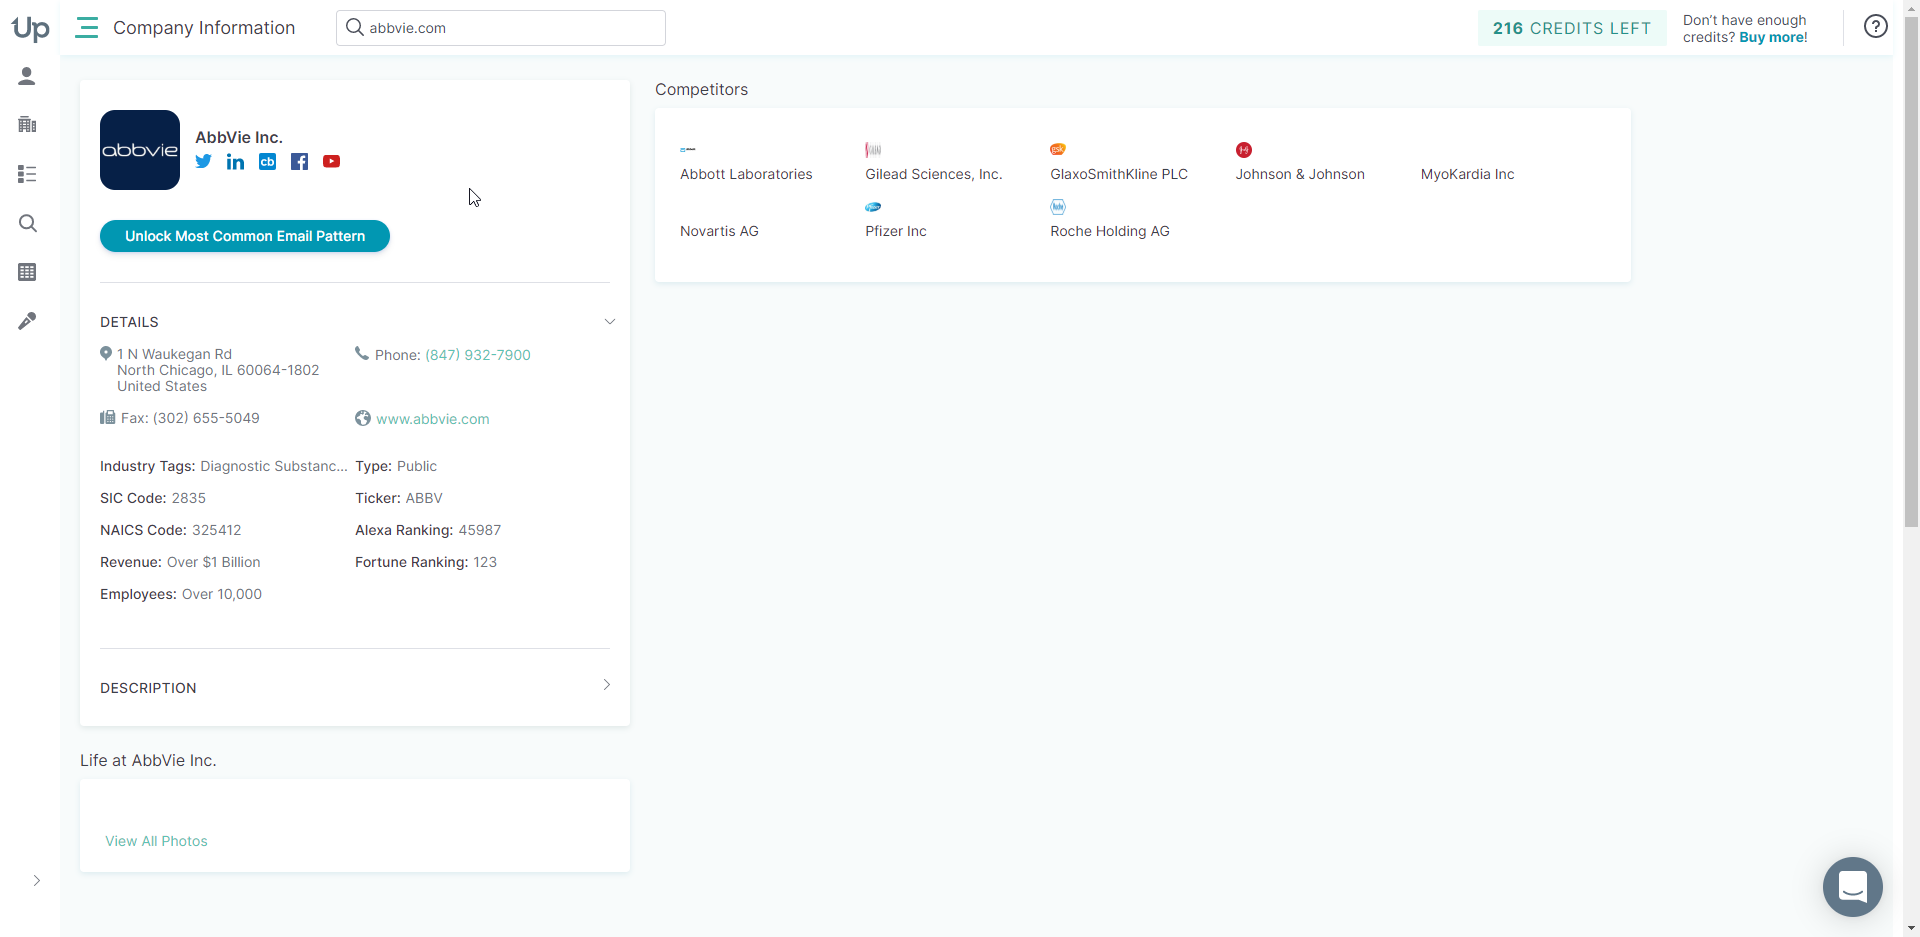 Up
Company Information
abbvie.com
216 CREDITS LEFT
Don't have enough
credits? Buy more!
abbvie
AbbVie Inc.
Unlock Most Common Email Pattern
DETAILS
1 N Waukegan Rd
North Chicago, IL 60064-1802
United States
Phone: (847) 932-7900
Fax: (302) 655-5049
www.abbvie.com
Industry Tags: Diagnostic Substanc...
Type: Public
SIC Code: 2835
Ticker: ABBV
NAICS Code: 325412
Alexa Ranking: 45987
Revenue: Over $1 Billion
Fortune Ranking: 123
Employees: Over 10,000
DESCRIPTION
Life at AbbVie Inc.
View All Photos
Competitors
Abbott Laboratories
gsk
Gilead Sciences, Inc.
GlaxoSmithKline PLC
Johnson & Johnson
MyoKardia Inc
Novartis AG
Pfizer Inc
Roche Holding AG